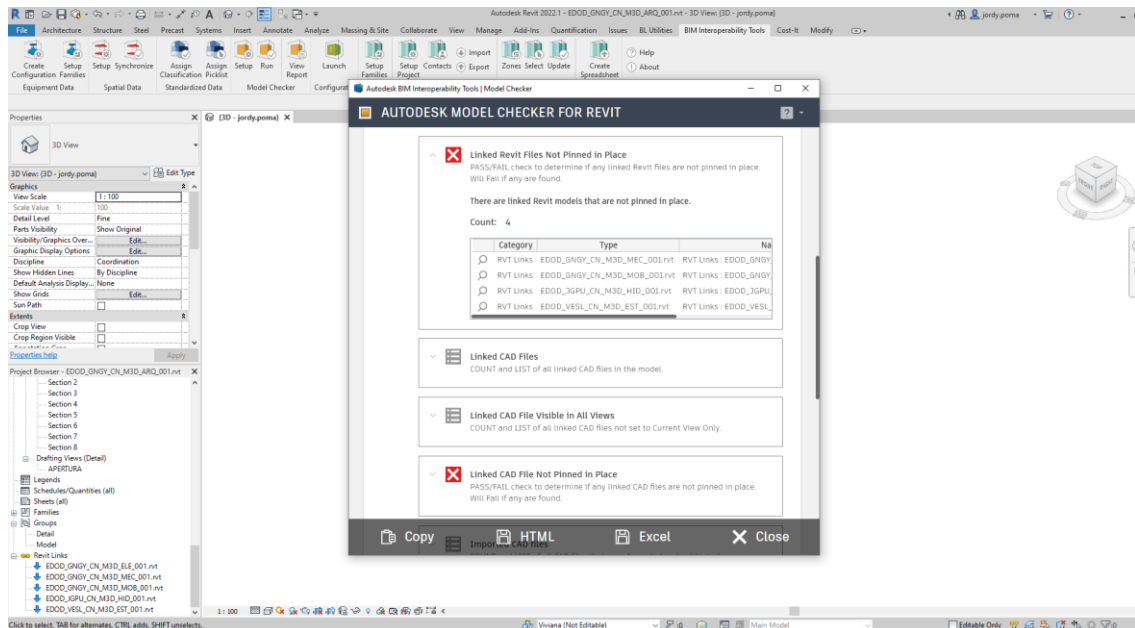 Autodesk Revit 2022.1 - EDOD_GNGY_CN_M3D_ARQ_001.rvt - 3D View: {3D - jordy.poma}
jordy.poma
File Architecture Structure Steel Precast Systems Insert Annotate Analyze Massing & Site Collaborate View Manage Add-Ins Quantification Issues BL Utilities BIM Interoperability Tools Cost-It Modify
Create Setup Setup Synchronize Assign Assign Setup Run View Launch Setup Setup Contacts Import Zones Select Update Create Help
Configuration Families Classification Picklist Report Families Project Export Spreadsheet About
Equipment Data Spatial Data Standardized Data Model Checker Configurat
Autodesk BIM Interoperability Tools | Model Checker
AUTODESK MODEL CHECKER FOR REVIT
Properties
{3D - jordy.poma}
3D View
3D View: {3D - jordy.poma} Edit Type
Graphics
View Scale 1 : 100
Scale Value 1: 100
Detail Level Fine
Parts Visibility Show Original
Visibility/Graphics Over... Edit...
Graphic Display Options Edit...
Discipline Coordination
Show Hidden Lines By Discipline
Default Analysis Display... None
Show Grids Edit...
Sun Path
Extents
Crop View
Crop Region Visible
Properties help Apply
Project Browser - EDOD_GNGY_CN_M3D_ARQ_001.rvt
Section 2
Section 3
Section 4
Section 5
Section 6
Section 7
Section 8
Drafting Views (Detail)
APERTURA
Legends
Schedules/Quantities (all)
Sheets (all)
Families
Groups
Detail
Model
Revit Links
EDOD_GNGY_CN_M3D_ELE_001.rvt
EDOD_GNGY_CN_M3D_MEC_001.rvt
EDOD_GNGY_CN_M3D_MOB_001.rvt
EDOD_JGPU_CN_M3D_HID_001.rvt
EDOD_VESL_CN_M3D_EST_001.rvt
Linked Revit Files Not Pinned in Place
PASS/FAIL check to determine if any linked Revit files are not pinned in place.
Will Fail if any are found.
There are linked Revit models that are not pinned in place.
Count: 4
Category Type Na
RVT Links EDOD_GNGY_CN_M3D_MEC_001.rvt RVT Links : EDOD_GNGY_
RVT Links EDOD_GNGY_CN_M3D_MOB_001.rvt RVT Links : EDOD_GNGY_
RVT Links EDOD_JGPU_CN_M3D_HID_001.rvt RVT Links : EDOD_JGPU_
RVT Links EDOD_VESL_CN_M3D_EST_001.rvt RVT Links : EDOD_VESL_
Linked CAD Files
COUNT and LIST of all linked CAD files in the model.
Linked CAD File Visible in All Views
COUNT and LIST of all linked CAD files not set to Current View Only.
Linked CAD File Not Pinned in Place
PASS/FAIL check to determine if any linked CAD files are not pinned in place.
Will Fail if any are found.
Imported CAD files
Copy HTML Excel Close
TOP
FRONT
1 : 100
Click to select, TAB for alternates, CTRL adds, SHIFT unselects.
Viviana (Not Editable)
:0
Main Model
Editable Only
:0